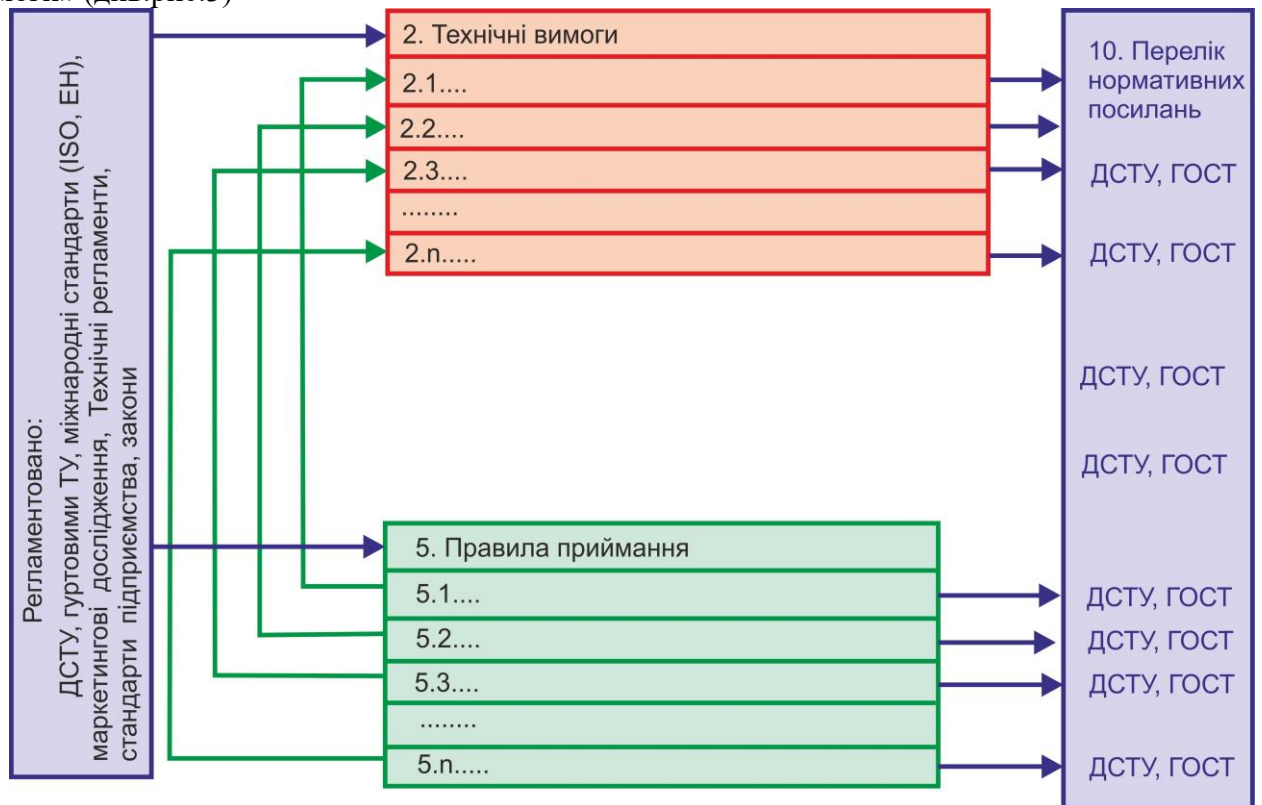 Регламентовано:
ДСТУ, гуртовими ТУ, міжнародні стандарти (ISO, ЕН),
маркетингові дослідження, Технічні регламенти,
стандарти підприємства, закони
2. Технічні вимоги
2.1....
2.2....
2.3....
........
2.n.....
5. Правила приймання
5.1....
5.2....
5.3....
........
5.n.....
10. Перелік
нормативних
посилань
ДСТУ, ГОСТ
ДСТУ, ГОСТ
ДСТУ, ГОСТ
ДСТУ, ГОСТ
ДСТУ, ГОСТ
ДСТУ, ГОСТ
ДСТУ, ГОСТ
ДСТУ, ГОСТ